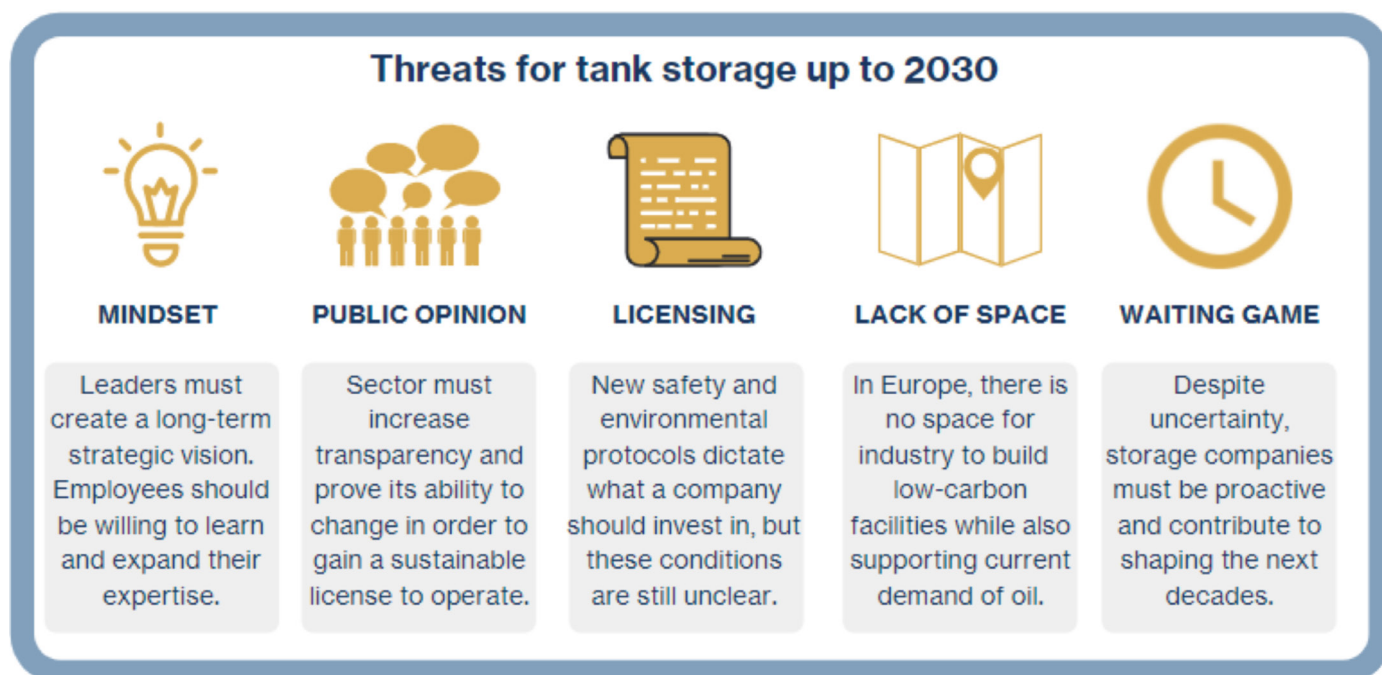 Threats for tank storage up to 2030
MINDSET
Leaders must
create a long-term
strategic vision.
Employees should
be willing to learn
and expand their
expertise.
PUBLIC OPINION
Sector must
increase
transparency and
prove its ability to
change in order to
gain a sustainable
license to operate.
LICENSING
New safety and
environmental
protocols dictate
what a company
should invest in, but
these conditions
are still unclear.
LACK OF SPACE
In Europe, there is
no space for
industry to build
low-carbon
facilities while also
supporting current
demand of oil.
WAITING GAME
Despite
uncertainty,
storage companies
must be proactive
and contribute to
shaping the next
decades.